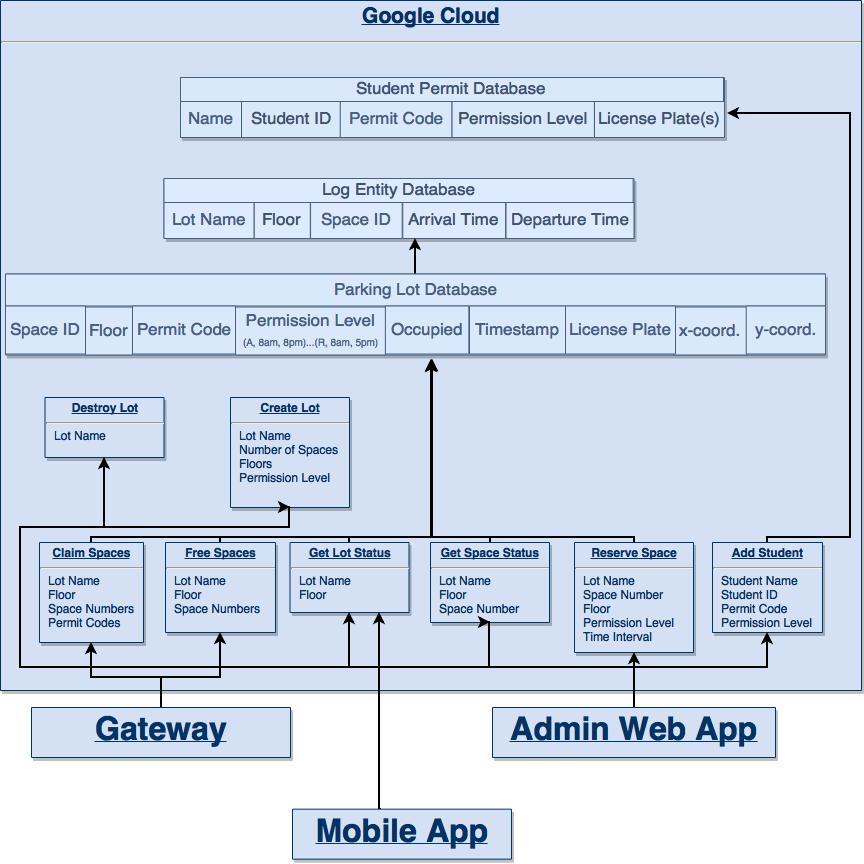 Google Cloud
Student Permit Database
Name Student ID Permit Code Permission Level License Plate(s)
Log Entity Database
Lot Name Floor Space ID Arrival Time Departure Time
Parking Lot Database
Space ID Floor Permit Code Permission Level Occupied Timestamp License Plate x-coord. y-coord.
(A, 8am, 8pm)...(R, 8am, 5pm)
Destroy Lot
Lot Name
Create Lot
Lot Name
Number of Spaces
Floors
Permission Level
Claim Spaces
Lot Name
Floor
Space Numbers
Permit Codes
Free Spaces
Lot Name
Floor
Space Numbers
Get Lot Status
Lot Name
Floor
Get Space Status
Lot Name
Floor
Space Number
Reserve Space
Lot Name
Space Number
Floor
Permission Level
Time Interval
Add Student
Student Name
Student ID
Permit Code
Permission Level
Gateway
Admin Web App
Mobile App